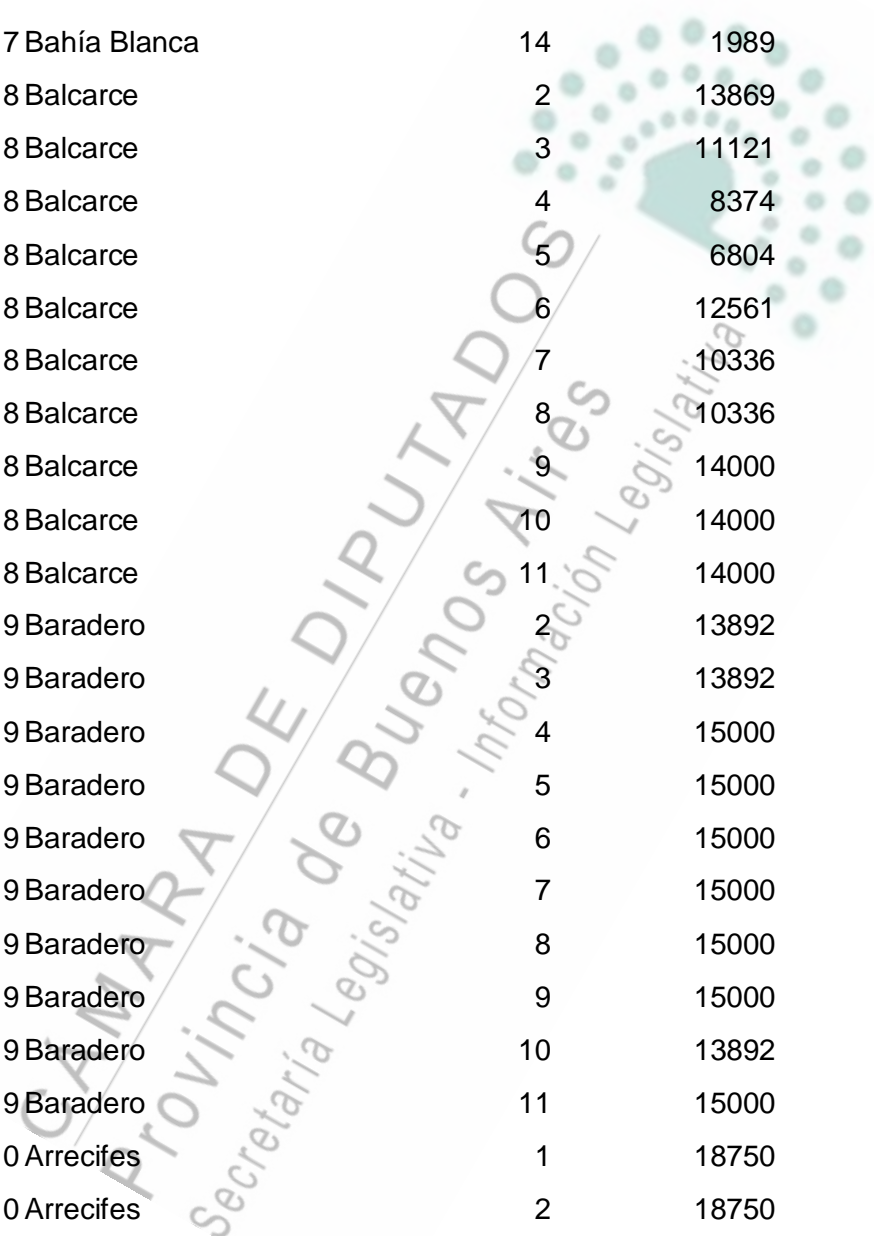 7 Bahía Blanca 14 1989
8 Balcarce 2 13869
8 Balcarce 3 11121
8 Balcarce 4 8374
8 Balcarce 5 6804
8 Balcarce 6 12561
8 Balcarce 7 10336
8 Balcarce 8 10336
8 Balcarce 9 14000
8 Balcarce 10 14000
8 Balcarce 11 14000
9 Baradero 2 13892
9 Baradero 3 13892
9 Baradero 4 15000
9 Baradero 5 15000
9 Baradero 6 15000
9 Baradero 7 15000
9 Baradero 8 15000
9 Baradero 9 15000
9 Baradero 10 13892
9 Baradero 11 15000
0 Arrecifes 1 18750
0 Arrecifes 2 18750
CÁMARA DE DIPUTADOS
Provincia de Buenos Aires
Secretaría Legislativa - Información Legislativa